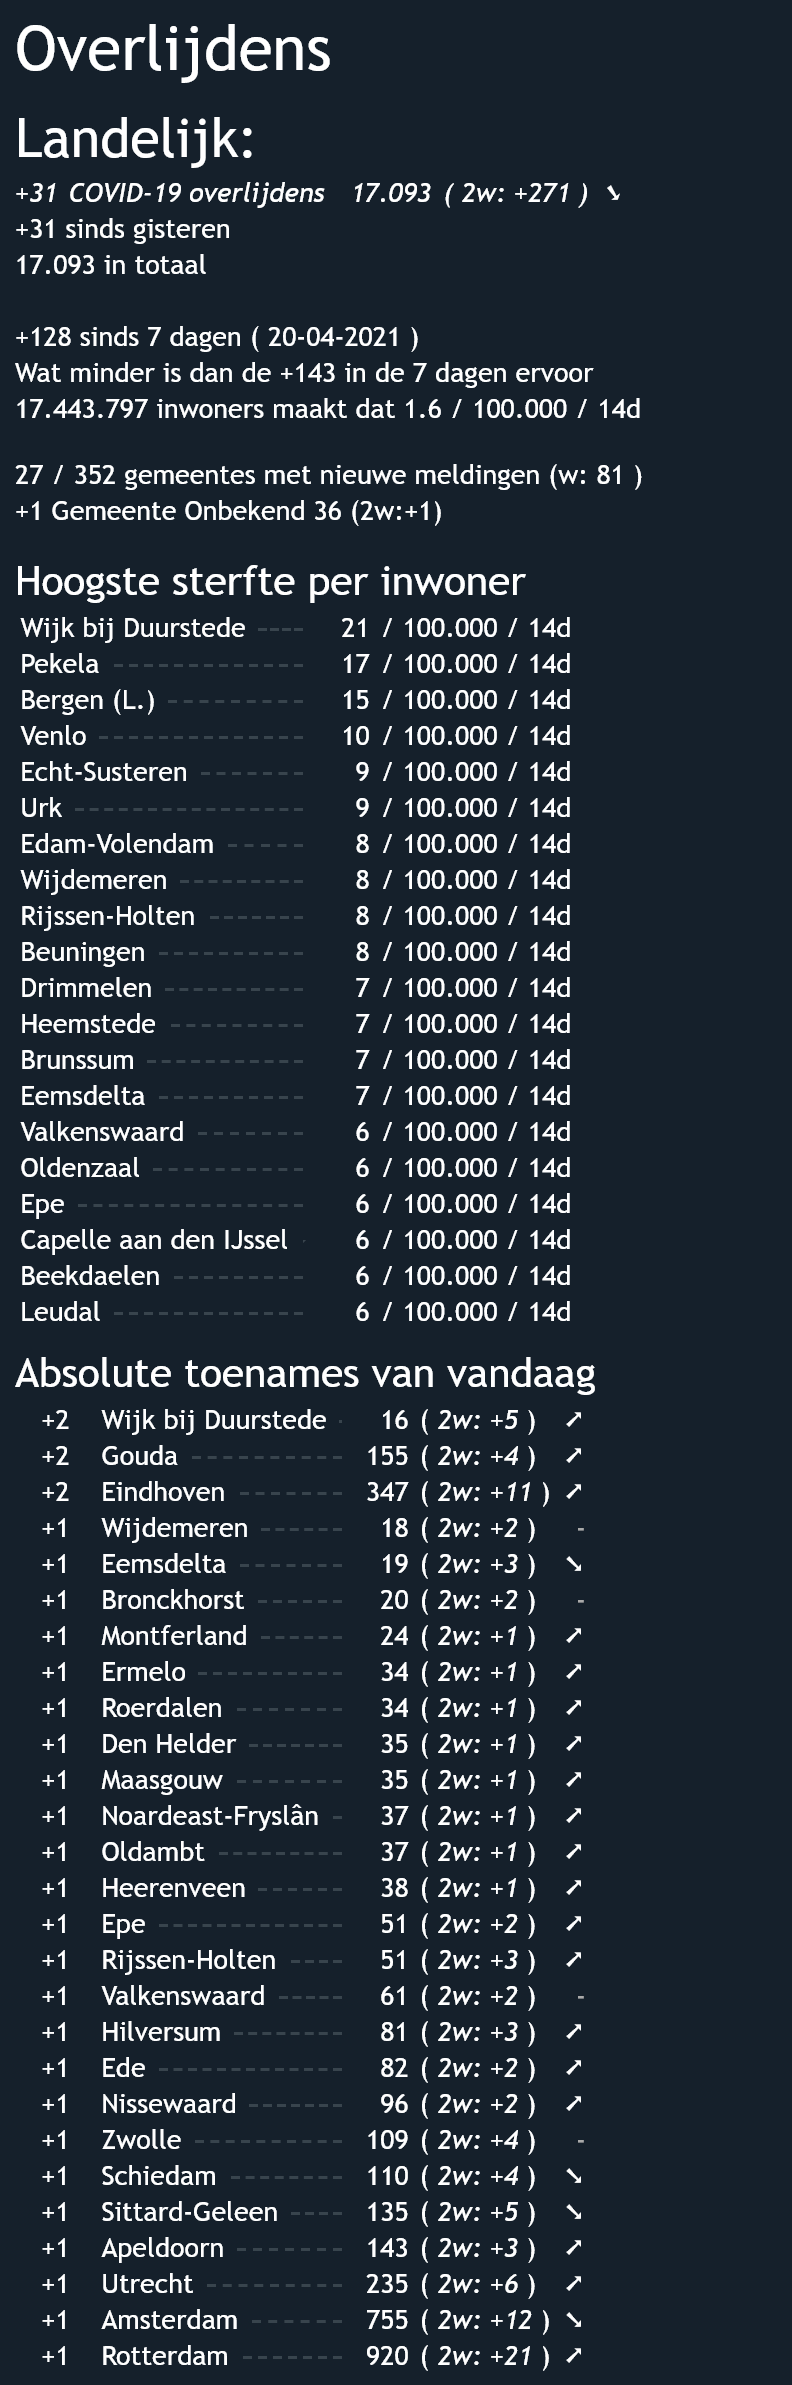 Overlijdens
Landelijk:
+31 COVID-19 overlijdens 17.093 ( 2w: +271 ) ➘
+31 sinds gisteren
17.093 in totaal
+128 sinds 7 dagen ( 20-04-2021 )
Wat minder is dan de +143 in de 7 dagen ervoor
17.443.797 inwoners maakt dat 1.6 / 100.000 / 14d
27 / 352 gemeentes met nieuwe meldingen (w: 81 )
+1 Gemeente Onbekend 36 (2w:+1)
Hoogste sterfte per inwoner
Wijk bij Duurstede ---- 21 / 100.000 / 14d
Pekela ------------- 17 / 100.000 / 14d
Bergen (L.) ---------- 15 / 100.000 / 14d
Venlo -------------- 10 / 100.000 / 14d
Echt-Susteren ------- 9 / 100.000 / 14d
Urk ---------------- 9 / 100.000 / 14d
Edam-Volendam ----- 8 / 100.000 / 14d
Wijdemeren --------- 8 / 100.000 / 14d
Rijssen-Holten ------- 8 / 100.000 / 14d
Beuningen ---------- 8 / 100.000 / 14d
Drimmelen ---------- 7 / 100.000 / 14d
Heemstede --------- 7 / 100.000 / 14d
Brunssum ----------- 7 / 100.000 / 14d
Eemsdelta ---------- 7 / 100.000 / 14d
Valkenswaard ------- 6 / 100.000 / 14d
Oldenzaal ---------- 6 / 100.000 / 14d
Epe ---------------- 6 / 100.000 / 14d
Capelle aan den IJssel - 6 / 100.000 / 14d
Beekdaelen --------- 6 / 100.000 / 14d
Leudal ------------- 6 / 100.000 / 14d
Absolute toenames van vandaag
+2 Wijk bij Duurstede - 16 ( 2w: +5 ) ➚
+2 Gouda ---------- 155 ( 2w: +4 ) ➚
+2 Eindhoven ------- 347 ( 2w: +11 ) ➚
+1 Wijdemeren ------ 18 ( 2w: +2 ) -
+1 Eemsdelta ------- 19 ( 2w: +3 ) ➘
+1 Bronckhorst ------ 20 ( 2w: +2 ) -
+1 Montferland ------ 24 ( 2w: +1 ) ➚
+1 Ermelo ---------- 34 ( 2w: +1 ) ➚
+1 Roerdalen ------- 34 ( 2w: +1 ) ➚
+1 Den Helder ------- 35 ( 2w: +1 ) ➚
+1 Maasgouw ------- 35 ( 2w: +1 ) ➚
+1 Noardeast-Fryslân - 37 ( 2w: +1 ) ➚
+1 Oldambt --------- 37 ( 2w: +1 ) ➚
+1 Heerenveen ------ 38 ( 2w: +1 ) ➚
+1 Epe ------------- 51 ( 2w: +2 ) ➚
+1 Rijssen-Holten ---- 51 ( 2w: +3 ) ➚
+1 Valkenswaard ----- 61 ( 2w: +2 ) -
+1 Hilversum -------- 81 ( 2w: +3 ) ➚
+1 Ede ------------- 82 ( 2w: +2 ) ➚
+1 Nissewaard ------- 96 ( 2w: +2 ) ➚
+1 Zwolle ---------- 109 ( 2w: +4 ) -
+1 Schiedam -------- 110 ( 2w: +4 ) ➘
+1 Sittard-Geleen ---- 135 ( 2w: +5 ) ➘
+1 Apeldoorn ------- 143 ( 2w: +3 ) ➚
+1 Utrecht --------- 235 ( 2w: +6 ) ➚
+1 Amsterdam ------ 755 ( 2w: +12 ) ➘
+1 Rotterdam ------- 920 ( 2w: +21 ) ➚